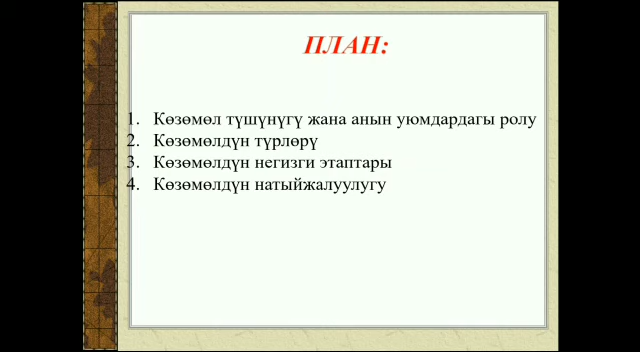 ПЛАН:
1. Көзөмөл түшүнүгү жана анын уюмдардагы ролу
2. Көзөмөлдүн түрлөрү
3. Көзөмөлдүн негизги этаптары
4. Көзөмөлдүн натыйжалуулугу